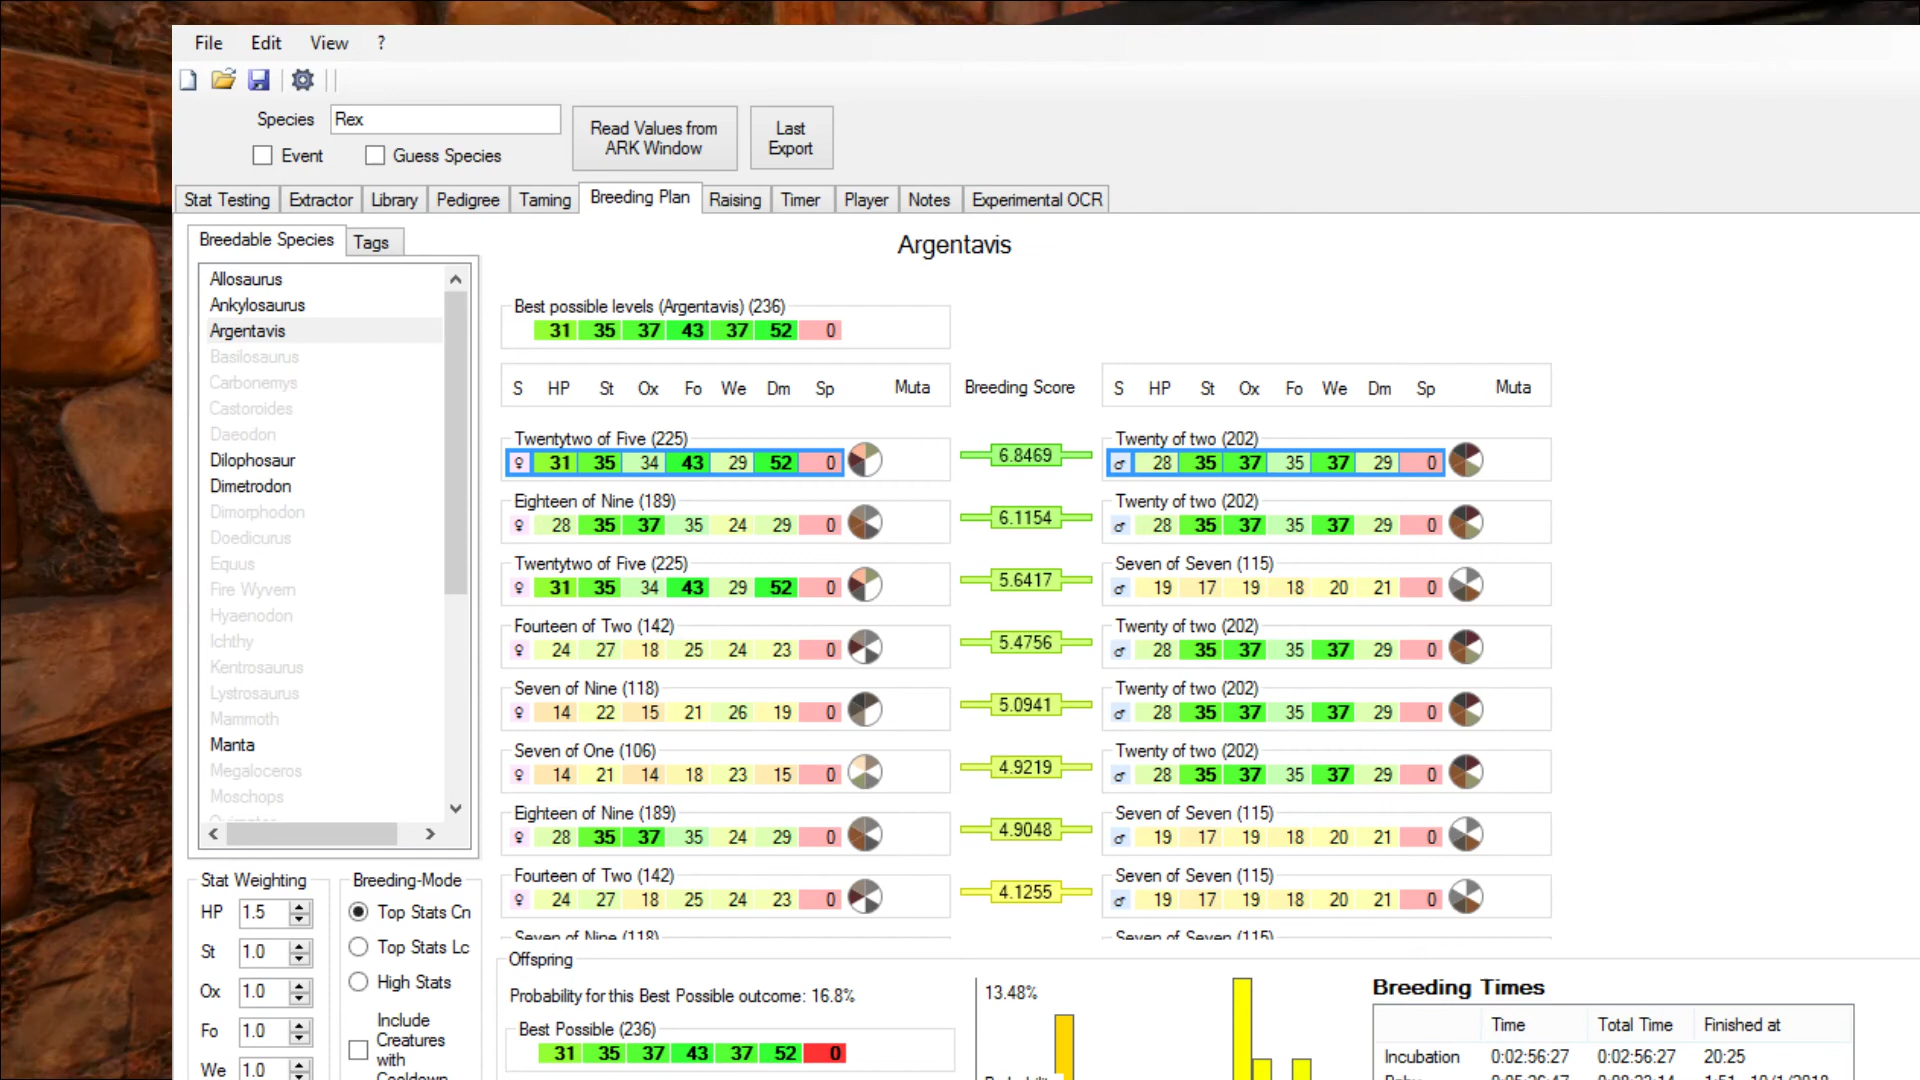 File Edit View ?
Species Rex
Read Values from
ARK Window
Last
Export
Event Guess Species
Stat Testing Extractor Library Pedigree Taming Breeding Plan Raising Timer Player Notes Experimental OCR
Breedable Species Tags
Allosaurus
Ankylosaurus
Argentavis
Basilosaurus
Carbonemys
Castoroides
Daeodon
Dilophosaur
Dimetrodon
Dimorphodon
Doedicurus
Equus
Fire Wyvern
Hyaenodon
Ichthy
Kentrosaurus
Lystrosaurus
Mammoth
Manta
Megaloceros
Moschops
Argentavis
Best possible levels (Argentavis) (236)
31 35 37 43 37 52 0
S HP St Ox Fo We Dm Sp Muta Breeding Score S HP St Ox Fo We Dm Sp Muta
Twentytwo of Five (225) Twenty of two (202)
♀ 31 35 34 43 29 52 0 6.8469 ♂ 28 35 37 35 37 29 0
Eighteen of Nine (189) Twenty of two (202)
♀ 28 35 37 35 24 29 0 6.1154 ♂ 28 35 37 35 37 29 0
Twentytwo of Five (225) Seven of Seven (115)
♀ 31 35 34 43 29 52 0 5.6417 ♂ 19 17 19 18 20 21 0
Fourteen of Two (142) Twenty of two (202)
♀ 24 27 18 25 24 23 0 5.4756 ♂ 28 35 37 35 37 29 0
Seven of Nine (118) Twenty of two (202)
♀ 14 22 15 21 26 19 0 5.0941 ♂ 28 35 37 35 37 29 0
Seven of One (106) Twenty of two (202)
♀ 14 21 14 18 23 15 0 4.9219 ♂ 28 35 37 35 37 29 0
Eighteen of Nine (189) Seven of Seven (115)
♀ 28 35 37 35 24 29 0 4.9048 ♂ 19 17 19 18 20 21 0
Fourteen of Two (142) Seven of Seven (115)
♀ 24 27 18 25 24 23 0 4.1255 ♂ 19 17 19 18 20 21 0
Seven of Nine (118) Seven of Seven (115)
Stat Weighting
HP 1.5
St 1.0
Ox 1.0
Fo 1.0
We 1.0
Breeding-Mode
Top Stats Cn
Top Stats Lc
High Stats
Include
Creatures
with
Cooldown
Offspring
Probability for this Best Possible outcome: 16.8%
Best Possible (236)
31 35 37 43 37 52 0
13.48%
Breeding Times
Time Total Time Finished at
Incubation 0:02:56:27 0:02:56:27 20:25